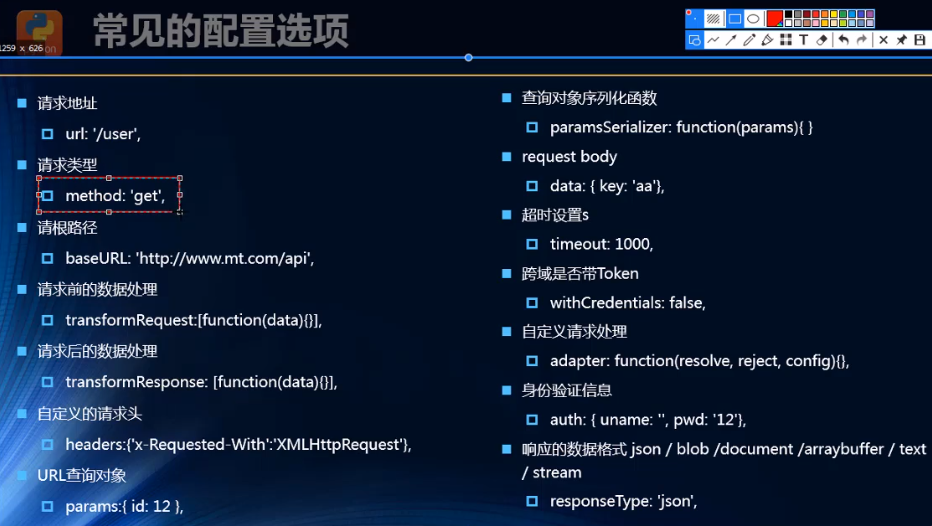 常见的配置选项
1259 x 626
on
请求地址
url: '/user',
请求类型
method: 'get',
请根路径
baseURL: 'http://www.mt.com/api',
请求前的数据处理
transformRequest:[function(data){}],
请求后的数据处理
transformResponse: [function(data){}],
自定义的请求头
headers:{'x-Requested-With':'XMLHttpRequest'},
URL查询对象
params:{ id: 12 },
查询对象序列化函数
paramsSerializer: function(params){ }
request body
data: { key: 'aa'},
超时设置s
timeout: 1000,
跨域是否带Token
withCredentials: false,
自定义请求处理
adapter: function(resolve, reject, config){},
身份验证信息
auth: { uname: '', pwd: '12'},
响应的数据格式 json / blob /document /arraybuffer / text
/ stream
responseType: 'json',